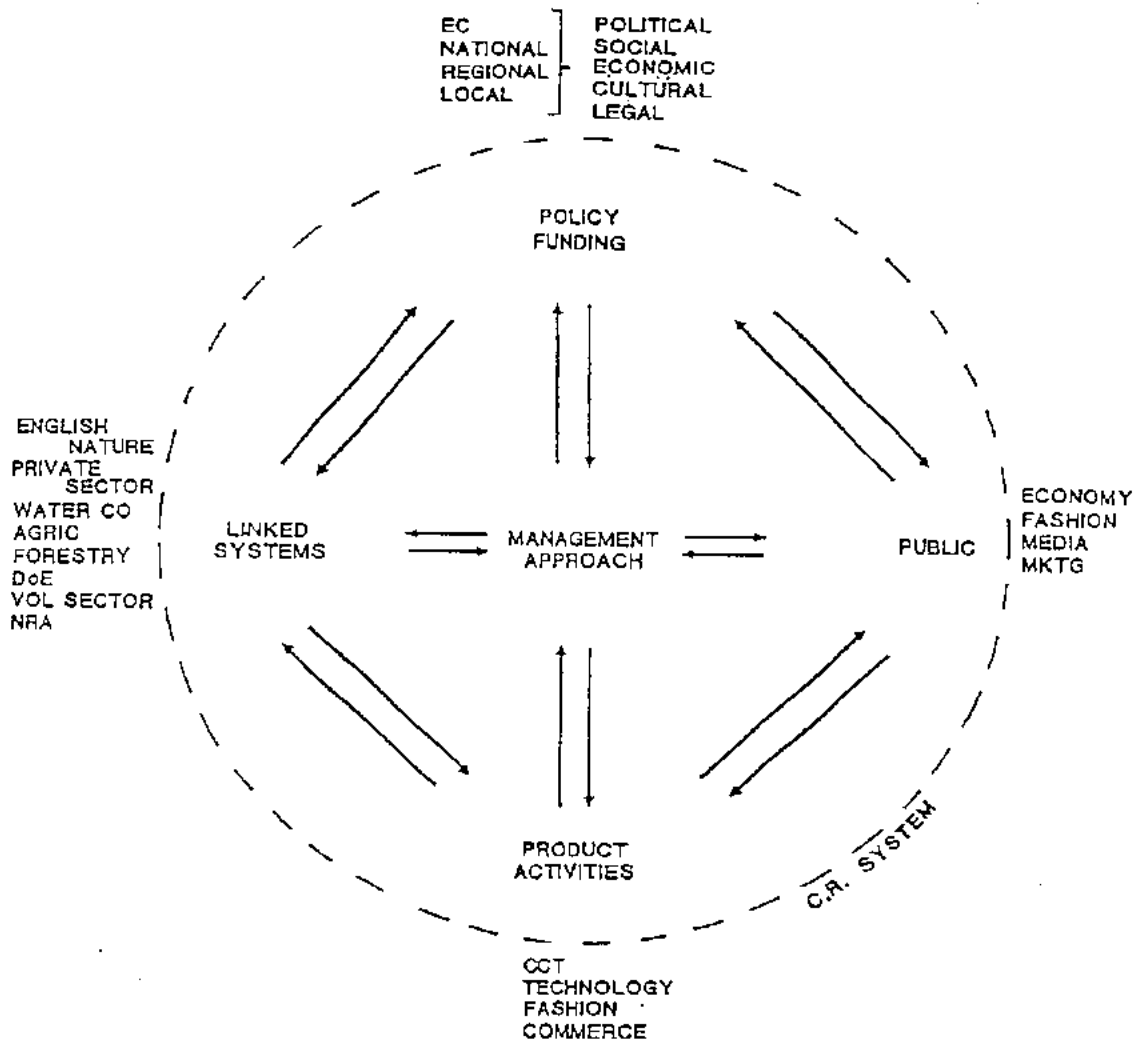 EC
NATIONAL
REGIONAL
LOCAL
POLITICAL
SOCIAL
ECONOMIC
CULTURAL
LEGAL
POLICY
FUNDING
ENGLISH
NATURE
PRIVATE
SECTOR
WATER CO
AGRIC
FORESTRY
DoE
VOL SECTOR
NRA
LINKED
SYSTEMS
MANAGEMENT
APPROACH
PUBLIC
ECONOMY
FASHION
MEDIA
MKTG
PRODUCT
ACTIVITIES
C.R. SYSTEM
CCT
TECHNOLOGY
FASHION
COMMERCE